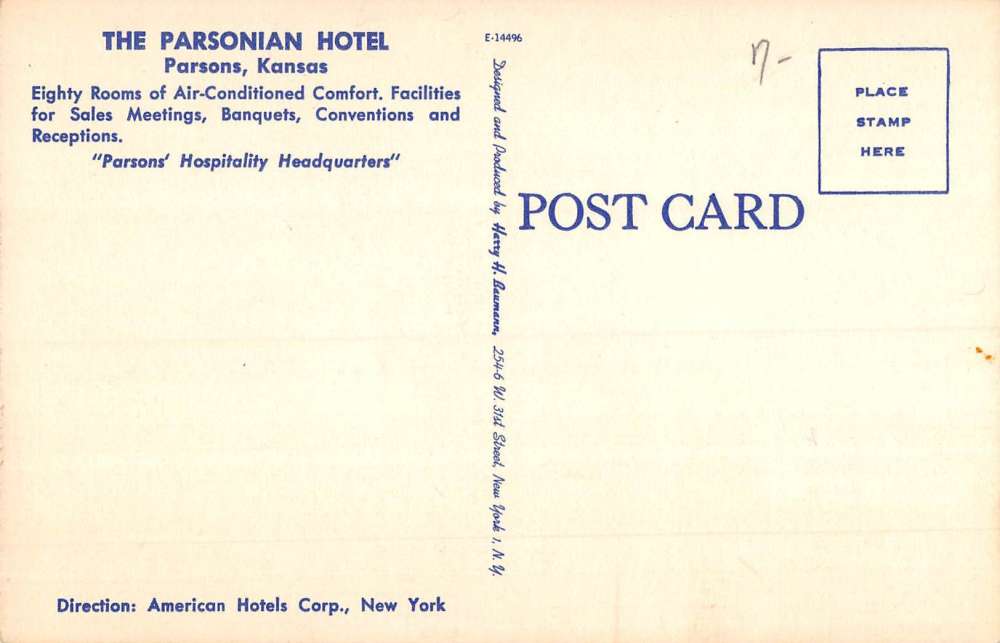 THE PARSONIAN HOTEL
Parsons, Kansas
Eighty Rooms of Air-Conditioned Comfort. Facilities
for Sales Meetings, Banquets, Conventions and
Receptions.
"Parsons' Hospitality Headquarters"
Direction: American Hotels Corp., New York
E-14496
Designed and Produced by Harry H. Baumann, 254-6 W. 31st Street, New York 1, N. Y.
POST CARD
PLACE
STAMP
HERE